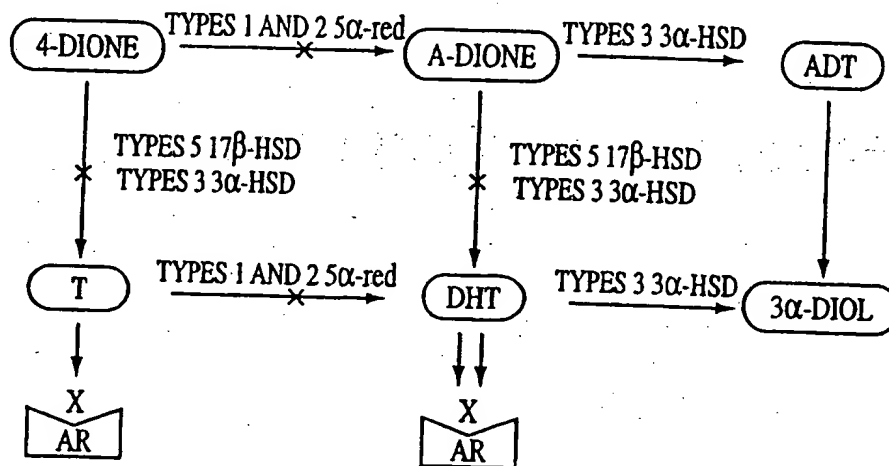 4-DIONE
TYPES 1 AND 2 5α-red
A-DIONE
TYPES 3 3α-HSD
ADT
TYPES 5 17β-HSD
TYPES 3 3α-HSD
TYPES 5 17β-HSD
TYPES 3 3α-HSD
T
TYPES 1 AND 2 5α-red
DHT
TYPES 3 3α-HSD
3α-DIOL
X
AR
X
AR